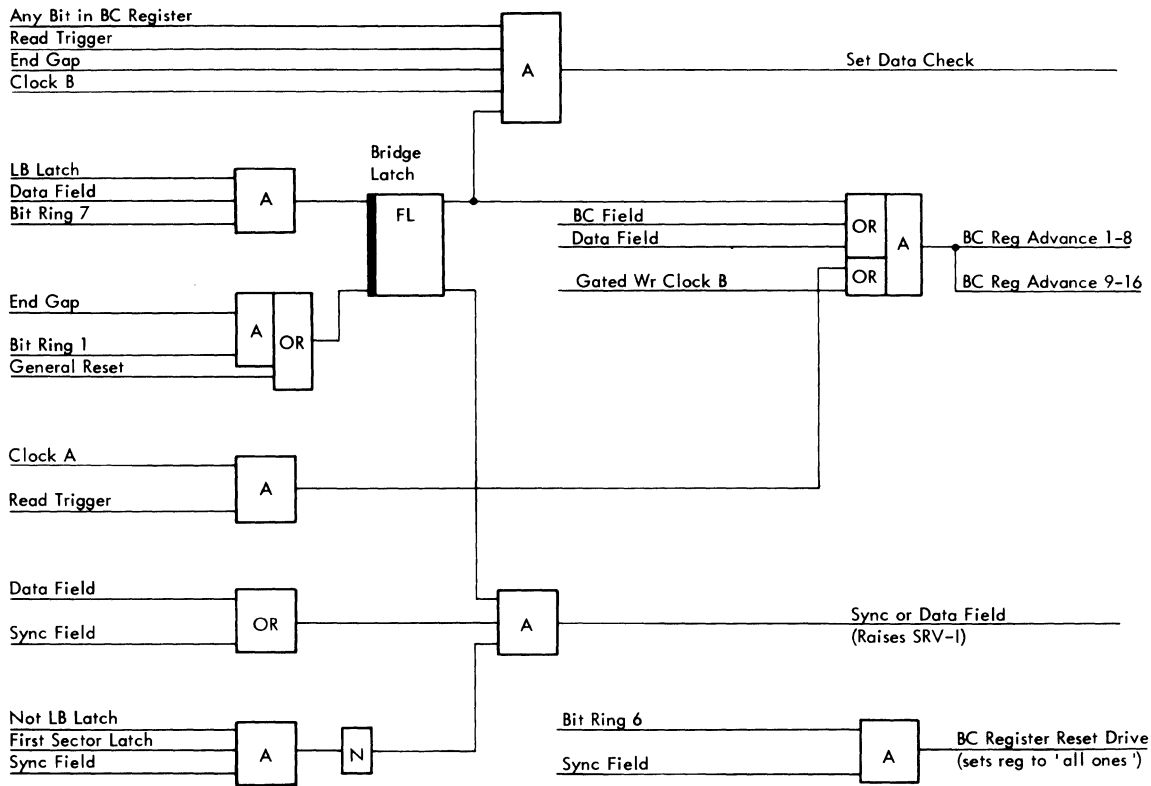 Any Bit in BC Register
Read Trigger
End Gap
Clock B
A
Set Data Check
LB Latch
Data Field
Bit Ring 7
A
Bridge
Latch
FL
BC Field
Data Field
Gated Wr Clock B
OR
OR
A
BC Reg Advance 1-8
BC Reg Advance 9-16
End Gap
Bit Ring 1
General Reset
A
OR
Clock A
Read Trigger
A
Data Field
Sync Field
OR
A
Sync or Data Field
(Raises SRV-I)
Not LB Latch
First Sector Latch
Sync Field
A
N
Bit Ring 6
Sync Field
A
BC Register Reset Drive
(sets reg to 'all ones')